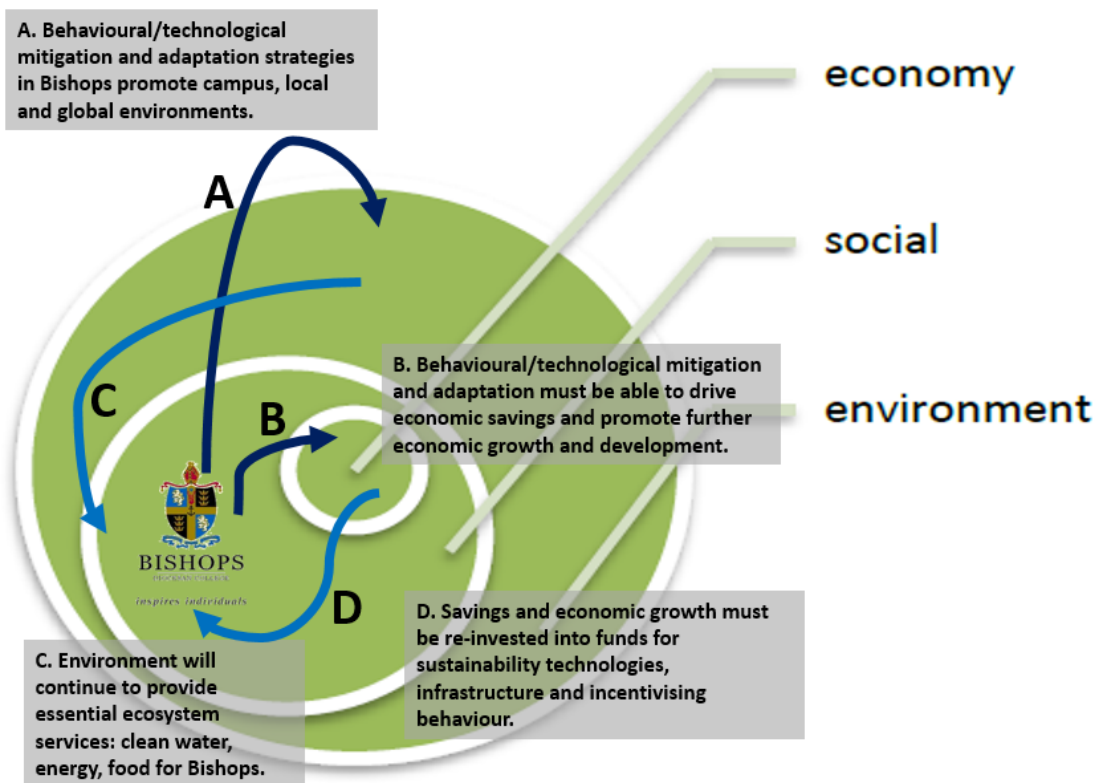 A. Behavioural/technological
mitigation and adaptation strategies
in Bishops promote campus, local
and global environments.
economy
A
social
B. Behavioural/technological mitigation
and adaptation must be able to drive
economic savings and promote further
economic growth and development.
C
B
environment
BISHOPS
DIOCESAN COLLEGE
inspires individuals
D
D. Savings and economic growth must
be re-invested into funds for
sustainability technologies,
infrastructure and incentivising
behaviour.
C. Environment will
continue to provide
essential ecosystem
services: clean water,
energy, food for Bishops.